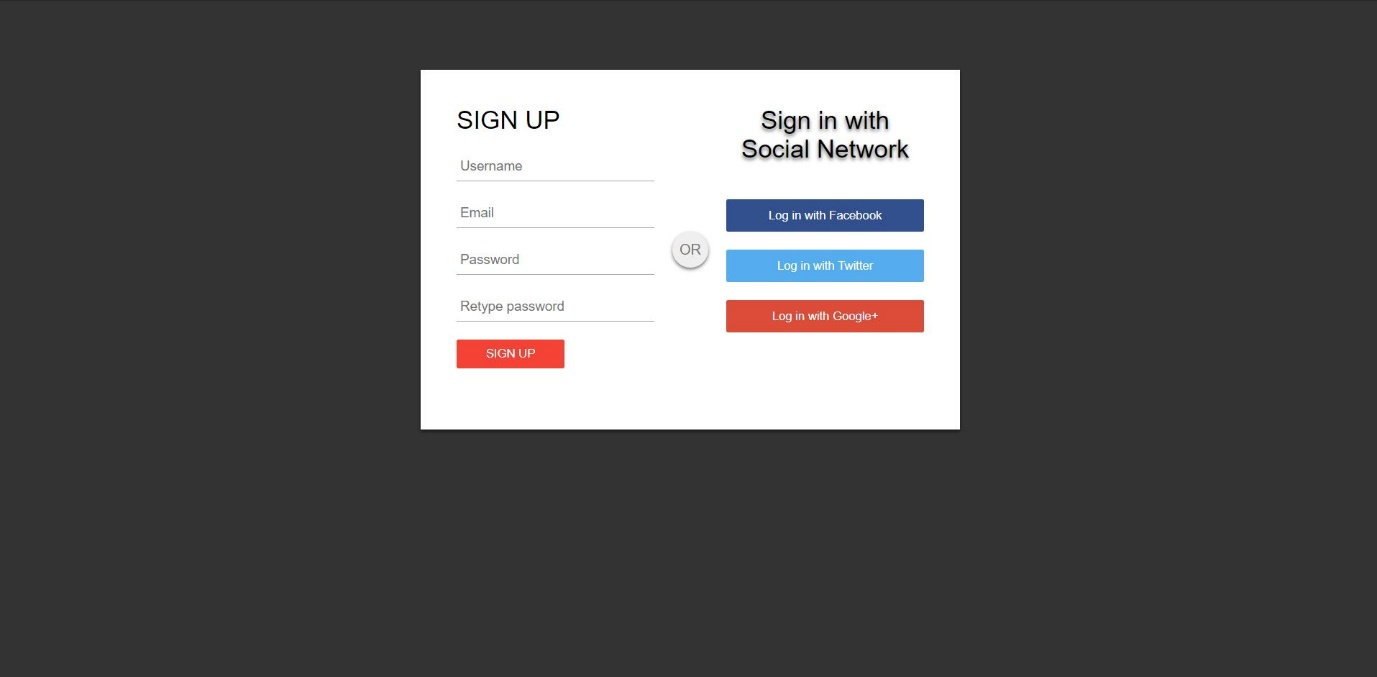 SIGN UP
Username
Email
Password
Retype password
SIGN UP
OR
Sign in with
Social Network
Log in with Facebook
Log in with Twitter
Log in with Google+